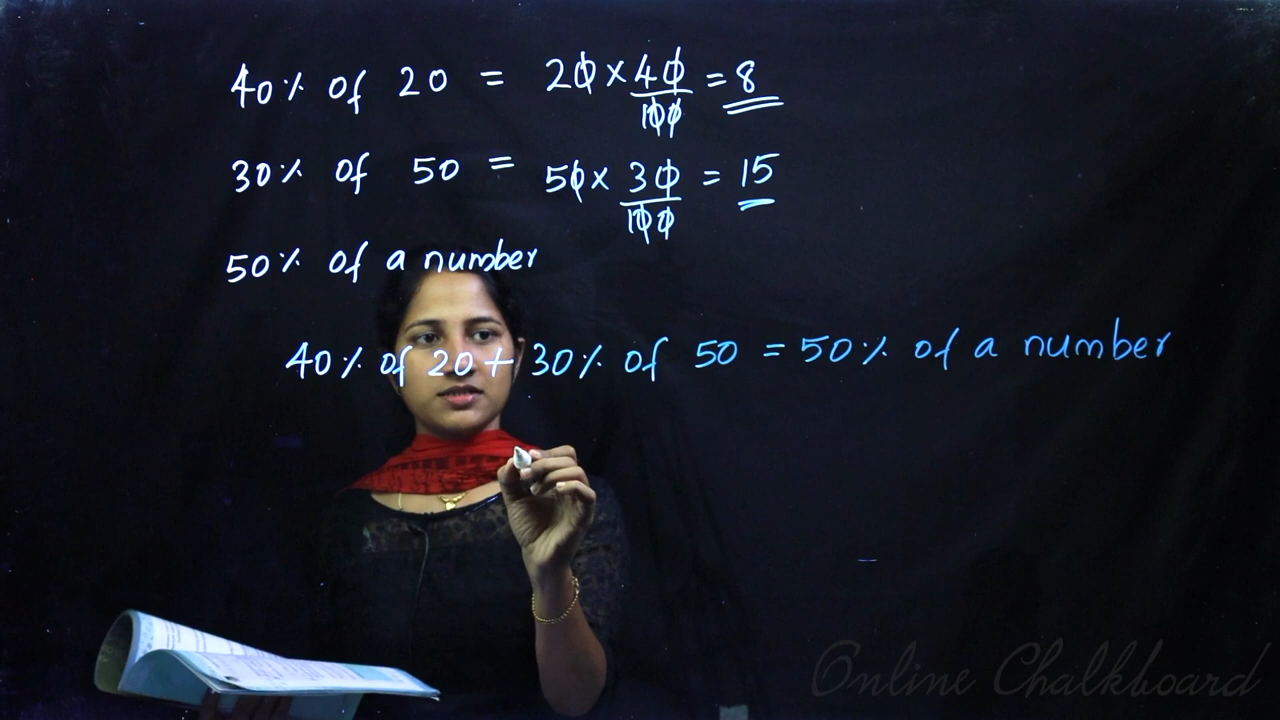 40% of 20 = 20 × 40/100 = 8
30% of 50 = 50 × 30/100 = 15
50% of a number
40% of 20 + 30% of 50 = 50% of a number
Online Chalkboard